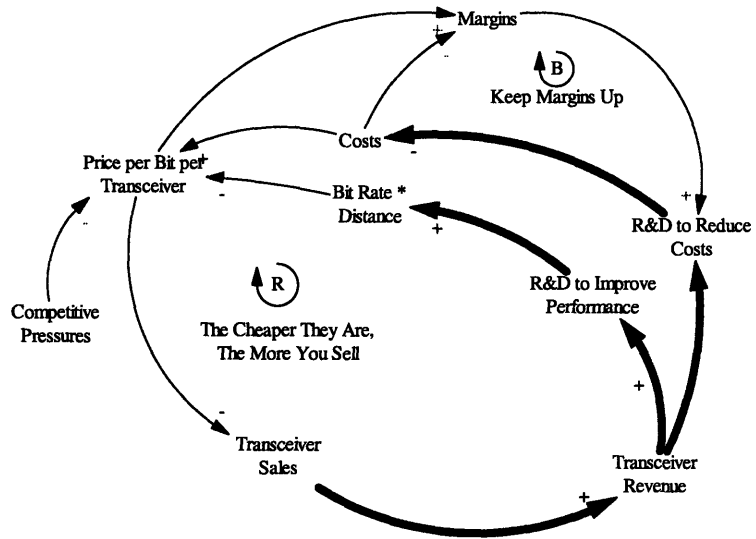 Margins
+
-
B
Keep Margins Up
Costs
-
Price per Bit per
Transceiver
+
-
Bit Rate *
Distance
+
+
R&D to Reduce
Costs
-
R
R&D to Improve
Performance
Competitive
Pressures
The Cheaper They Are,
The More You Sell
+
-
Transceiver
Sales
Transceiver
Revenue
+